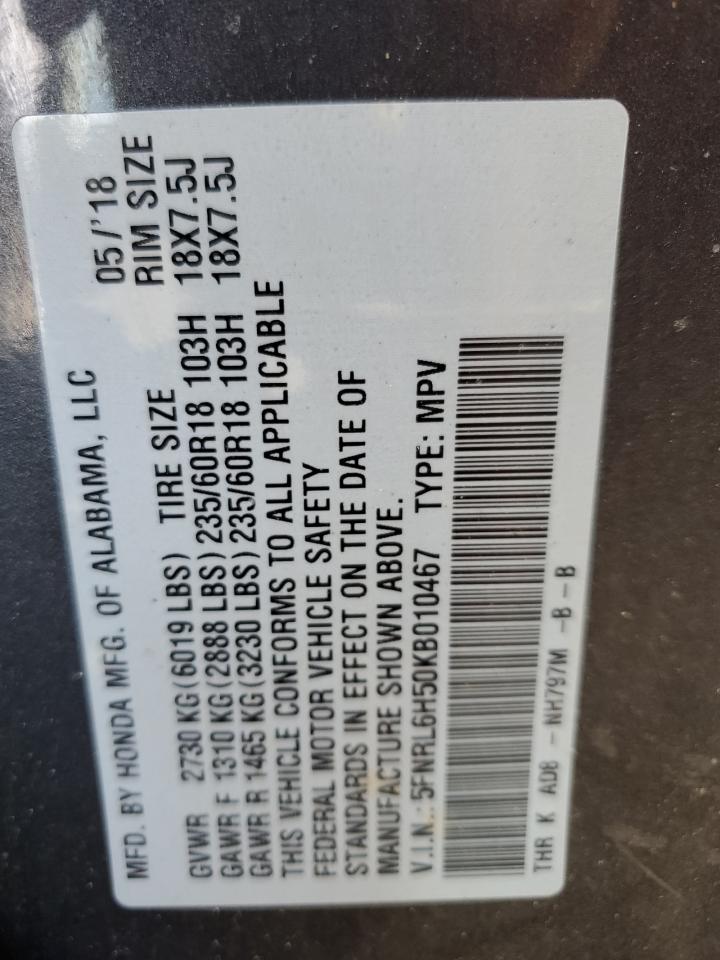 MFD. BY HONDA MFG. OF ALABAMA, LLC 05/'18
GVWR 2730 KG(6019 LBS) TIRE SIZE RIM SIZE
GAWR F 1310 KG(2888 LBS) 235/60R18 103H 18X7.5J
GAWR R 1465 KG(3230 LBS) 235/60R18 103H 18X7.5J
THIS VEHICLE CONFORMS TO ALL APPLICABLE
FEDERAL MOTOR VEHICLE SAFETY
STANDARDS IN EFFECT ON THE DATE OF
MANUFACTURE SHOWN ABOVE.
V.I.N.: 5FNRL6H50KB010467 TYPE: MPV
THR K AD8 - NH797M -B-B